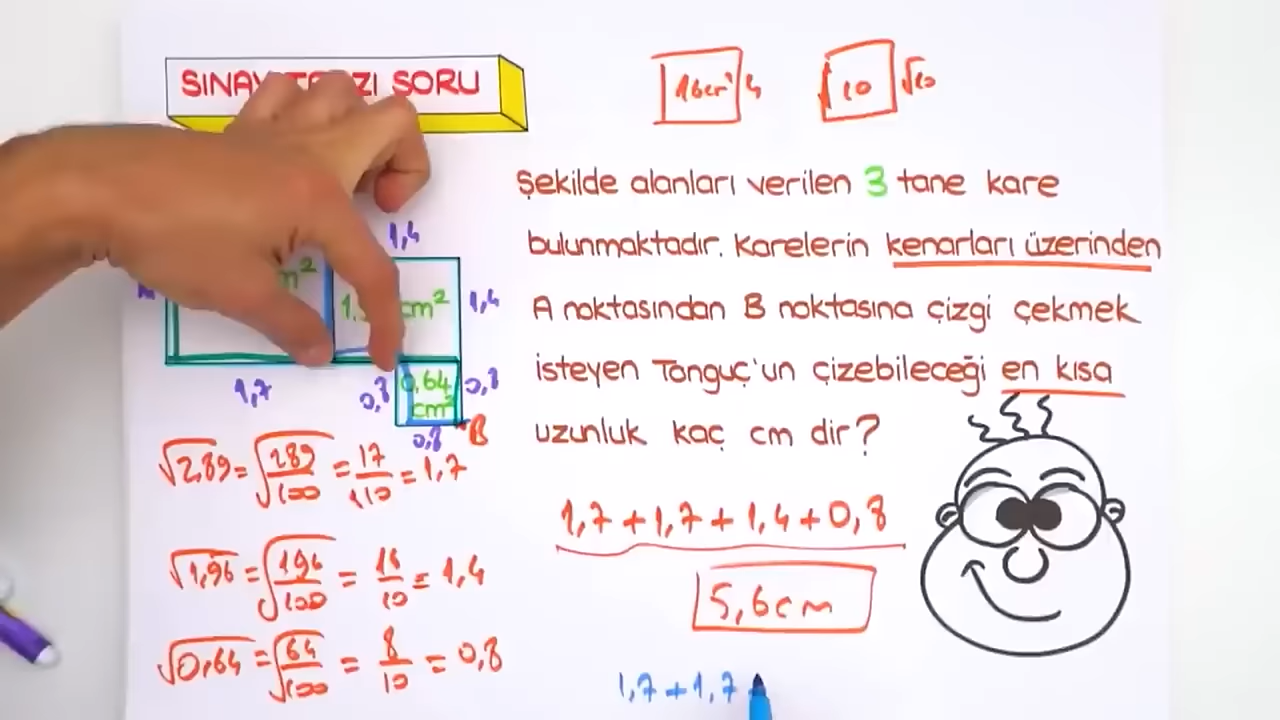 SINAV SORU
16cm² 4
10 √10
Şekilde alanları verilen 3 tane kare
bulunmaktadır. Karelerin kenarları üzerinden
A noktasından B noktasına çizgi çekmek
isteyen Tonguç'un çizebileceği en kısa
uzunluk kaç cm dir?
1,4
cm²
1,4
1,7
0,8
0,64
cm²
0,8
0,8
B
√2,89 = √289/100 = 17/10 = 1,7
√1,96 = √196/100 = 14/10 = 1,4
√0,64 = √64/100 = 8/10 = 0,8
1,7 + 1,7 + 1,4 + 0,8
5,6 cm
1,7 + 1,7